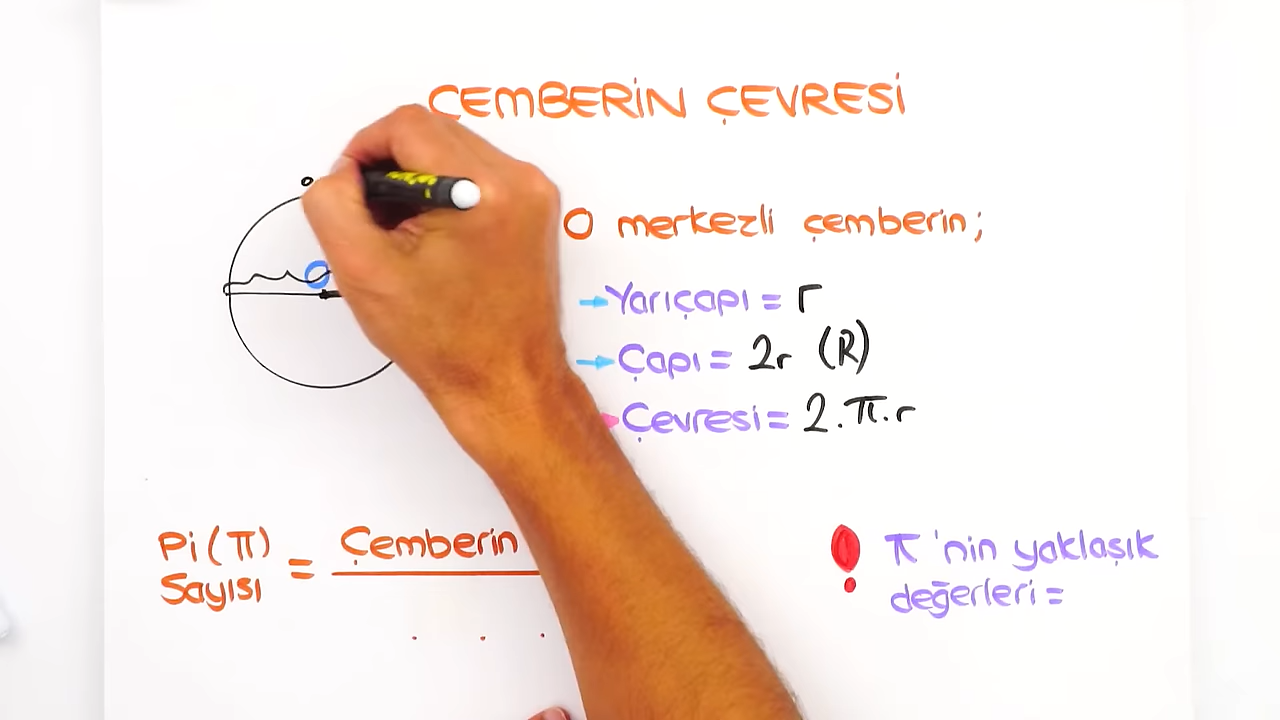 ÇEMBERİN ÇEVRESİ
O
O merkezli çemberin;
Yarıçapı = r
Çapı = 2r (R)
Çevresi = 2.π.r
Pi (π) Sayısı = Çemberin
π 'nin yaklaşık
değerleri =